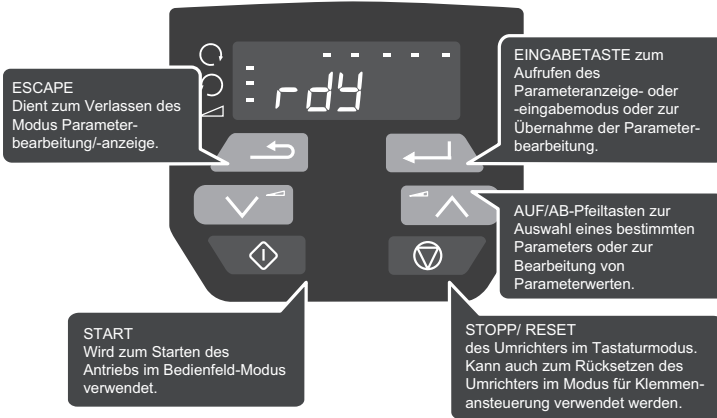 rdy
ESCAPE
Dient zum Verlassen des
Modus Parameter-
bearbeitung/-anzeige.
EINGABETASTE zum
Aufrufen des
Parameteranzeige- oder
-eingabemodus oder zur
Übernahme der Parameter-
bearbeitung.
AUF/AB-Pfeiltasten zur
Auswahl eines bestimmten
Parameters oder zur
Bearbeitung von
Parameterwerten.
START
Wird zum Starten des
Antriebs im Bedienfeld-Modus
verwendet.
STOPP/ RESET
des Umrichters im Tastaturmodus.
Kann auch zum Rücksetzen des
Umrichters im Modus für Klemmen-
ansteuerung verwendet werden.